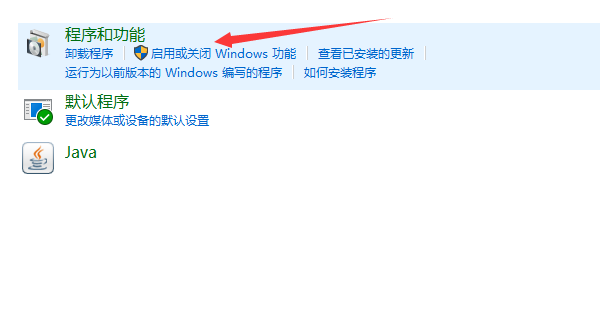 程序和功能
卸载程序 启用或关闭 Windows 功能 查看已安装的更新
运行为以前版本的 Windows 编写的程序 如何安装程序
默认程序
更改媒体或设备的默认设置
Java